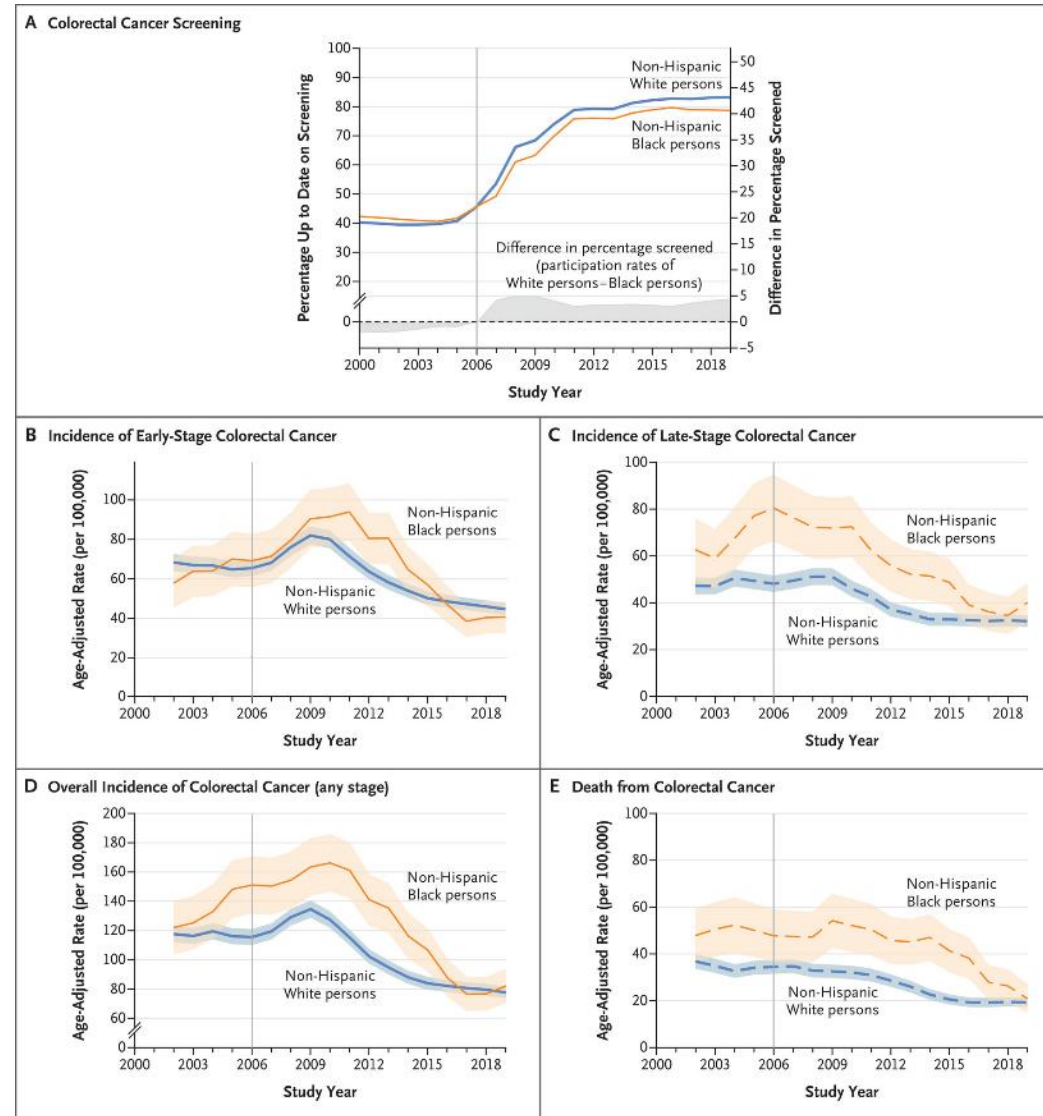 A Colorectal Cancer Screening
Percentage Up to Date on Screening
100
90
80
70
60
50
40
30
20
0
Non-Hispanic
White persons
Non-Hispanic
Black persons
Difference in percentage screened
(participation rates of
White persons–Black persons)
50
45
40
35
30
25
20
15
10
5
0
−5
Difference in Percentage Screened
2000 2003 2006 2009 2012 2015 2018
Study Year
B Incidence of Early-Stage Colorectal Cancer
Age-Adjusted Rate (per 100,000)
100
80
60
40
20
0
Non-Hispanic
Black persons
Non-Hispanic
White persons
2000 2003 2006 2009 2012 2015 2018
Study Year
C Incidence of Late-Stage Colorectal Cancer
Age-Adjusted Rate (per 100,000)
100
80
60
40
20
0
Non-Hispanic
Black persons
Non-Hispanic
White persons
2000 2003 2006 2009 2012 2015 2018
Study Year
D Overall Incidence of Colorectal Cancer (any stage)
Age-Adjusted Rate (per 100,000)
200
180
160
140
120
100
80
60
0
Non-Hispanic
Black persons
Non-Hispanic
White persons
2000 2003 2006 2009 2012 2015 2018
Study Year
E Death from Colorectal Cancer
Age-Adjusted Rate (per 100,000)
100
80
60
40
20
0
Non-Hispanic
Black persons
Non-Hispanic
White persons
2000 2003 2006 2009 2012 2015 2018
Study Year